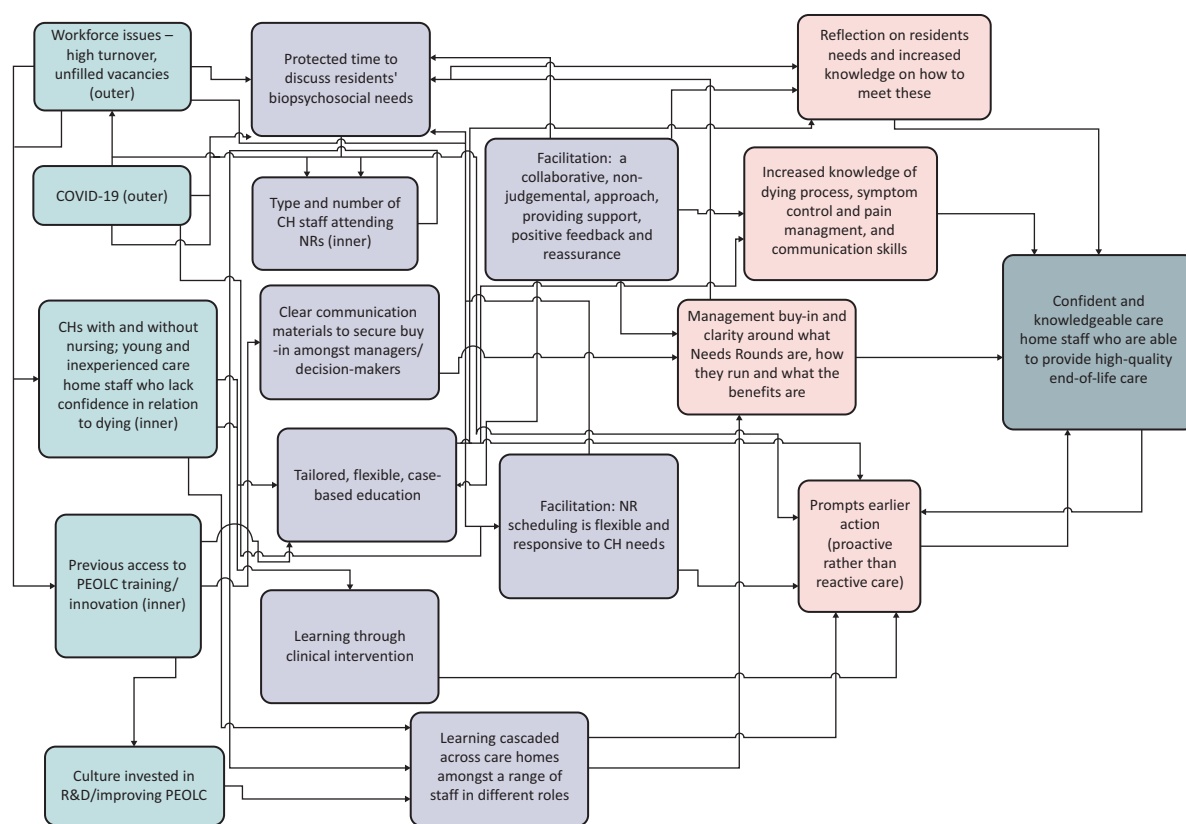 Workforce issues –
high turnover,
unfilled vacancies
(outer)
COVID-19 (outer)
CHs with and without
nursing; young and
inexperienced care
home staff who lack
confidence in relation
to dying (inner)
Previous access to
PEOLC training/
innovation (inner)
Culture invested in
R&D/improving PEOLC
Protected time to
discuss residents'
biopsychosocial needs
Type and number of
CH staff attending
NRs (inner)
Clear communication
materials to secure buy
-in amongst managers/
decision-makers
Tailored, flexible, case-
based education
Learning through
clinical intervention
Learning cascaded
across care homes
amongst a range of
staff in different roles
Facilitation: a
collaborative, non-
judgemental, approach,
providing support,
positive feedback and
reassurance
Facilitation: NR
scheduling is flexible and
responsive to CH needs
Reflection on residents
needs and increased
knowledge on how to
meet these
Increased knowledge of
dying process, symptom
control and pain
managment, and
communication skills
Management buy-in and
clarity around what
Needs Rounds are, how
they run and what the
benefits are
Prompts earlier
action
(proactive
rather than
reactive care)
Confident and
knowledgeable care
home staff who are able
to provide high-quality
end-of-life care